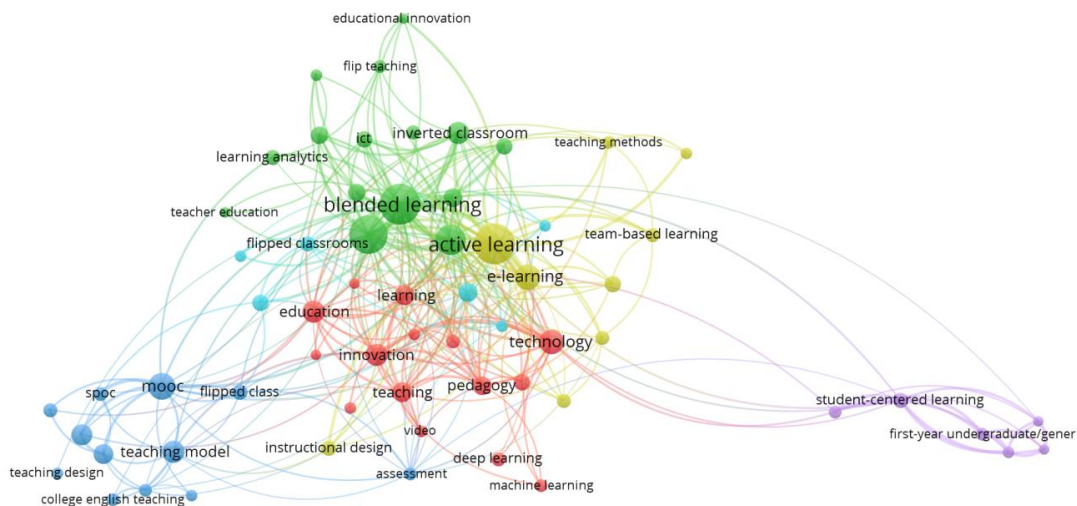 educational innovation
flip teaching
ict
inverted classroom
teaching methods
learning analytics
blended learning
teacher education
team-based learning
flipped classrooms
active learning
e-learning
learning
education
technology
innovation
mooc
spoc
flipped class
teaching
pedagogy
student-centered learning
video
first-year undergraduate/gener
teaching model
instructional design
deep learning
teaching design
assessment
machine learning
college english teaching